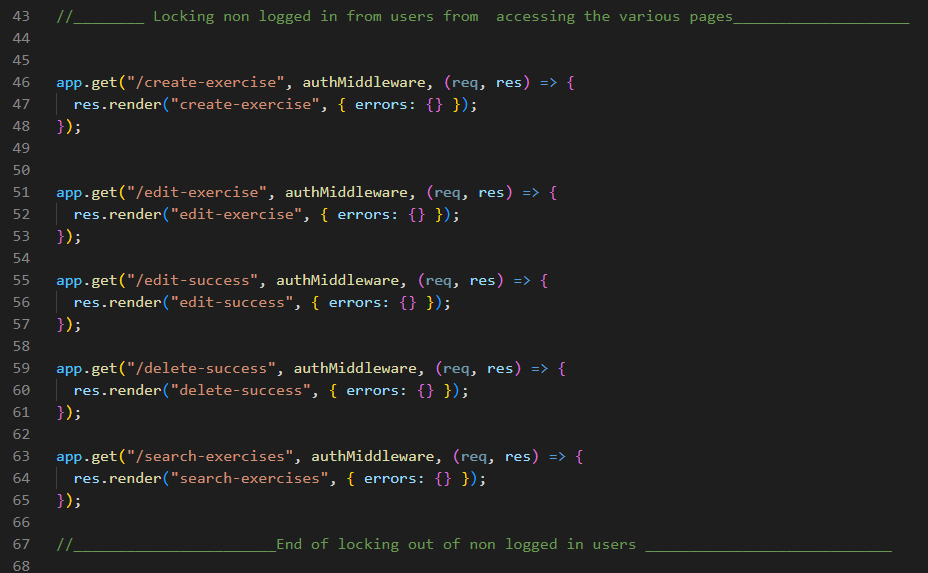 43 //________ Locking non logged in from users from  accessing the various pages____________________
44
45
46 app.get("/create-exercise", authMiddleware, (req, res) => {
47   res.render("create-exercise", { errors: {} });
48 });
49
50
51 app.get("/edit-exercise", authMiddleware, (req, res) => {
52   res.render("edit-exercise", { errors: {} });
53 });
54
55 app.get("/edit-success", authMiddleware, (req, res) => {
56   res.render("edit-success", { errors: {} });
57 });
58
59 app.get("/delete-success", authMiddleware, (req, res) => {
60   res.render("delete-success", { errors: {} });
61 });
62
63 app.get("/search-exercises", authMiddleware, (req, res) => {
64   res.render("search-exercises", { errors: {} });
65 });
66
67 //_______________________End of locking out of non logged in users ____________________________
68